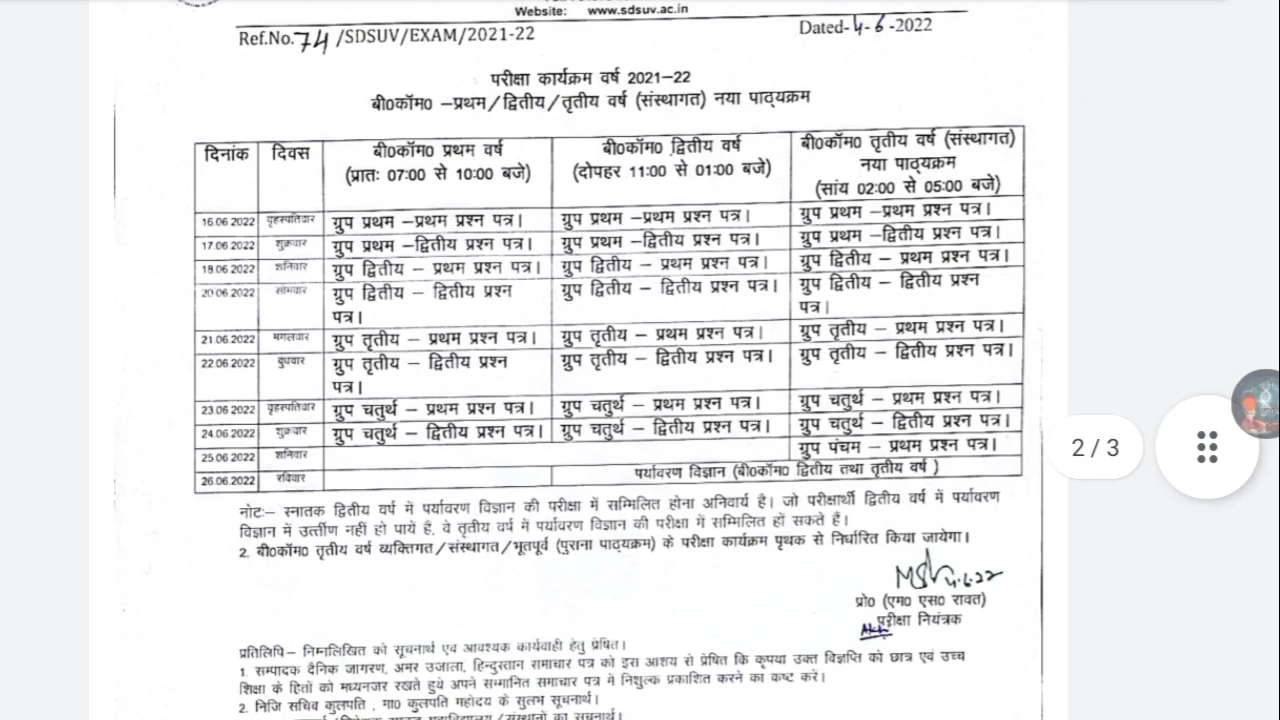 Website: www.sdsuv.ac.in
Ref.No.74/SDSUV/EXAM/2021-22
Dated-4-6-2022
परीक्षा कार्यक्रम वर्ष 2021–22
बी0कॉम0 –प्रथम/द्वितीय/तृतीय वर्ष (संस्थागत) नया पाठ्यक्रम
दिनांक दिवस बी0कॉम0 प्रथम वर्ष बी0कॉम0 द्वितीय वर्ष बी0कॉम0 तृतीय वर्ष (संस्थागत)
(प्रातः 07:00 से 10:00 बजे) (दोपहर 11:00 से 01:00 बजे) नया पाठ्यक्रम
(सांय 02:00 से 05:00 बजे)
16.06 2022 वृहस्पतिवार ग्रुप प्रथम –प्रथम प्रश्न पत्र। ग्रुप प्रथम –प्रथम प्रश्न पत्र। ग्रुप प्रथम –प्रथम प्रश्न पत्र।
17.06 2022 शुक्रवार ग्रुप प्रथम –द्वितीय प्रश्न पत्र। ग्रुप प्रथम –द्वितीय प्रश्न पत्र। ग्रुप प्रथम –द्वितीय प्रश्न पत्र।
18.06 2022 शनिवार ग्रुप द्वितीय – प्रथम प्रश्न पत्र। ग्रुप द्वितीय – प्रथम प्रश्न पत्र। ग्रुप द्वितीय – प्रथम प्रश्न पत्र।
20 06 2022 सोमवार ग्रुप द्वितीय – द्वितीय प्रश्न ग्रुप द्वितीय – द्वितीय प्रश्न पत्र। ग्रुप द्वितीय – द्वितीय प्रश्न
पत्र। पत्र।
21.06 2022 मंगलवार ग्रुप तृतीय – प्रथम प्रश्न पत्र। ग्रुप तृतीय – प्रथम प्रश्न पत्र। ग्रुप तृतीय – प्रथम प्रश्न पत्र।
22.06 2022 बुधवार ग्रुप तृतीय – द्वितीय प्रश्न ग्रुप तृतीय – द्वितीय प्रश्न पत्र। ग्रुप तृतीय – द्वितीय प्रश्न पत्र।
पत्र।
23.06 2022 वृहस्पतिवार ग्रुप चतुर्थ – प्रथम प्रश्न पत्र। ग्रुप चतुर्थ – प्रथम प्रश्न पत्र। ग्रुप चतुर्थ – प्रथम प्रश्न पत्र।
24.06 2022 शुक्रवार ग्रुप चतुर्थ – द्वितीय प्रश्न पत्र। ग्रुप चतुर्थ – द्वितीय प्रश्न पत्र। ग्रुप चतुर्थ – द्वितीय प्रश्न पत्र।
25.06 2022 शनिवार ग्रुप पंचम – प्रथम प्रश्न पत्र।
26.06 2022 रविवार पर्यावरण विज्ञान (बी0कॉम0 द्वितीय तथा तृतीय वर्ष )
नोटः– स्नातक द्वितीय वर्ष में पर्यावरण विज्ञान की परीक्षा में सम्मिलित होना अनिवार्य है। जो परीक्षार्थी द्वितीय वर्ष में पर्यावरण
विज्ञान में उर्त्तीण नही हो पायें है, वे तृतीय वर्ष में पर्यावरण विज्ञान की परीक्षा में सम्मिलित हों सकते हैं।
2. बी0कॉम0 तृतीय वर्ष व्यक्तिगत/संस्थागत/भूतपूर्व (पुराना पाठ्यक्रम) के परीक्षा कार्यक्रम पृथक से निर्धारित किया जायेगा।
4.6.22
प्रो0 (एम0 एस0 रावत)
परीक्षा नियंत्रक
प्रतिलिपि– निम्नलिखित को सूचनार्थ एवं आवश्यक कार्यवाही हेतु प्रेषित।
1. सम्पादक दैनिक जागरण, अमर उजाला, हिन्दुस्तान समाचार पत्र को इस आशय से प्रेषित कि कृपया उक्त विज्ञप्ति को छात्र एवं उच्च
शिक्षा के हितों को मध्यनजर रखते हुये अपने सम्मानित समाचार पत्र में निशुल्क प्रकाशित करने का कष्ट करें।
2. निजि सचिव कुलपति , मा0 कुलपति महोदय के सुलभ सूचनार्थ।
2 / 3